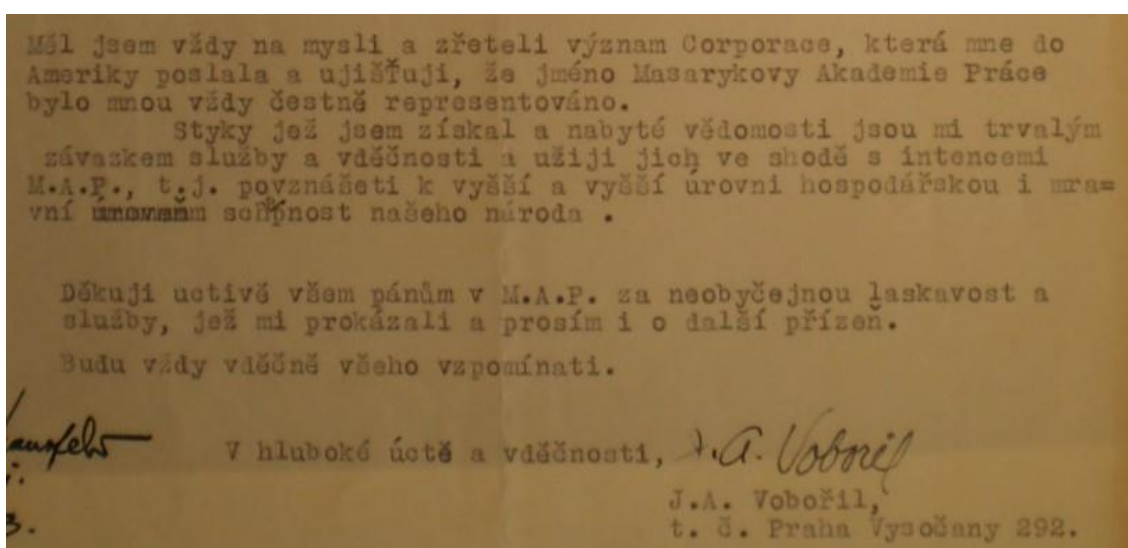 Měl jsem vždy na mysli a zřeteli význam Corporace, která mne do
Ameriky poslala a ujišťuji, že jméno Masarykovy Akademie Práce
bylo mnou vždy čestně representováno.
Styky jež jsem získal a nabyté vědomosti jsou mi trvalým
závazkem služby a vděčnosti a užiji jich ve shodě s intencemi
M.A.P., t.j. povznášeti k vyšší a vyšší úrovni hospodářskou i mra=
vní schopnost našeho národa .
Děkuji uctivě všem pánům v M.A.P. za neobyčejnou laskavost a
služby, jež mi prokázali a prosím i o další přízeň.
Budu vždy vděčně všeho vzpomínati.
V hluboké úctě a vděčnosti, J.A. Vobořil
J.A. Vobořil,
3. t. č. Praha Vysočany 292.